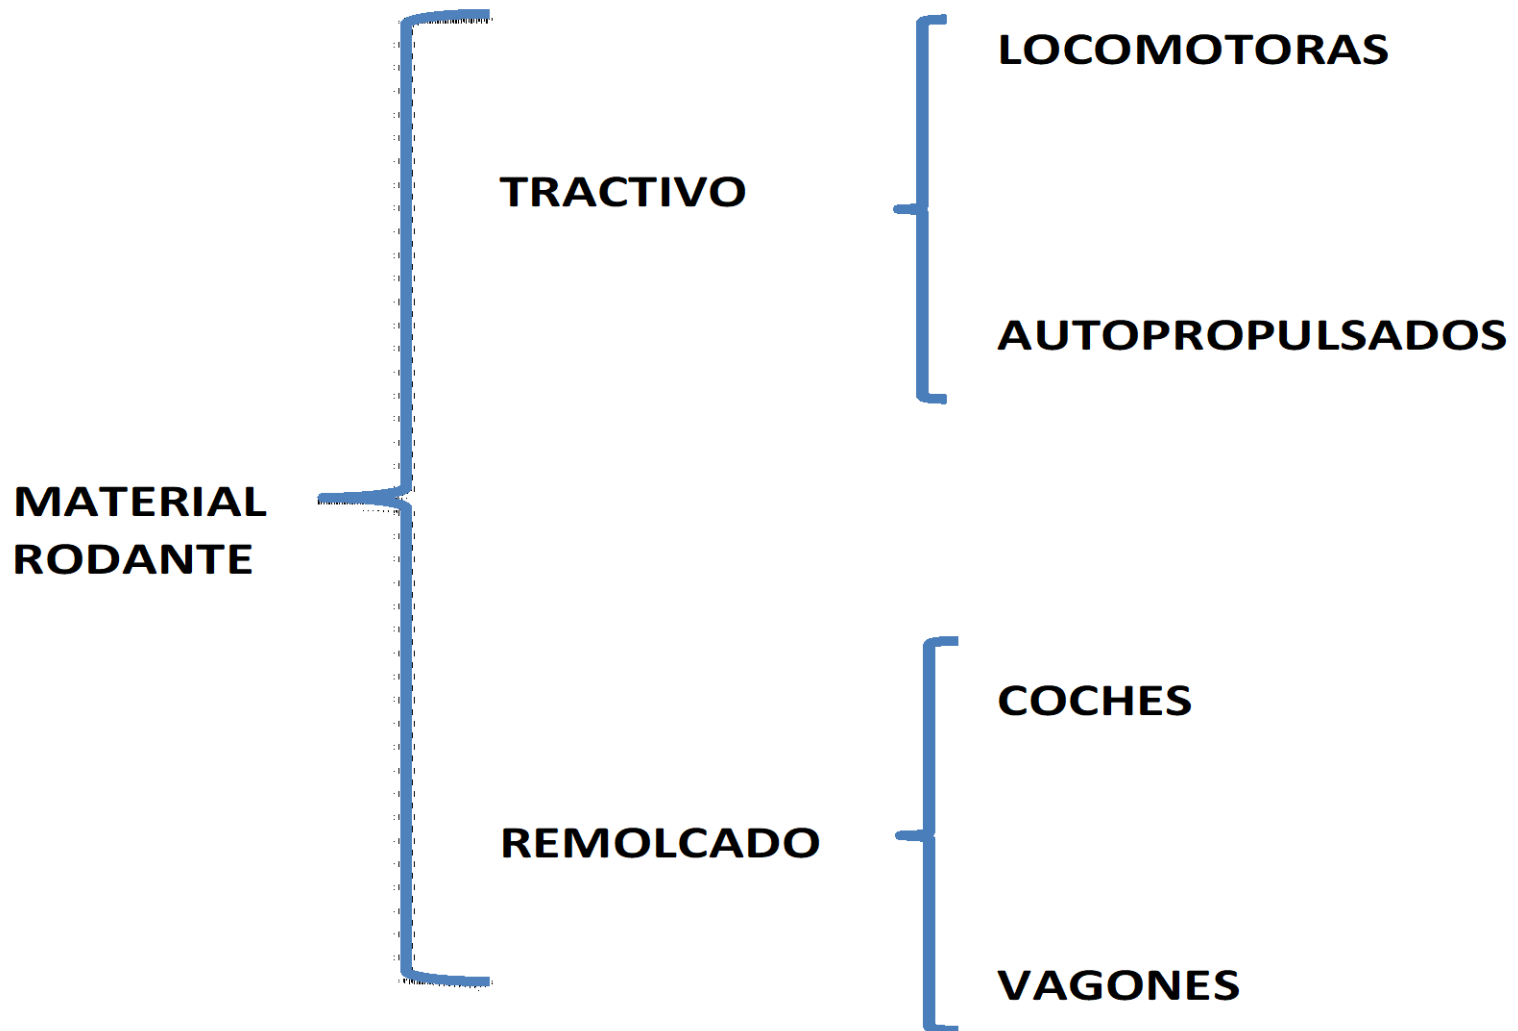 LOCOMOTORAS
TRACTIVO
AUTOPROPULSADOS
MATERIAL
RODANTE
COCHES
REMOLCADO
VAGONES